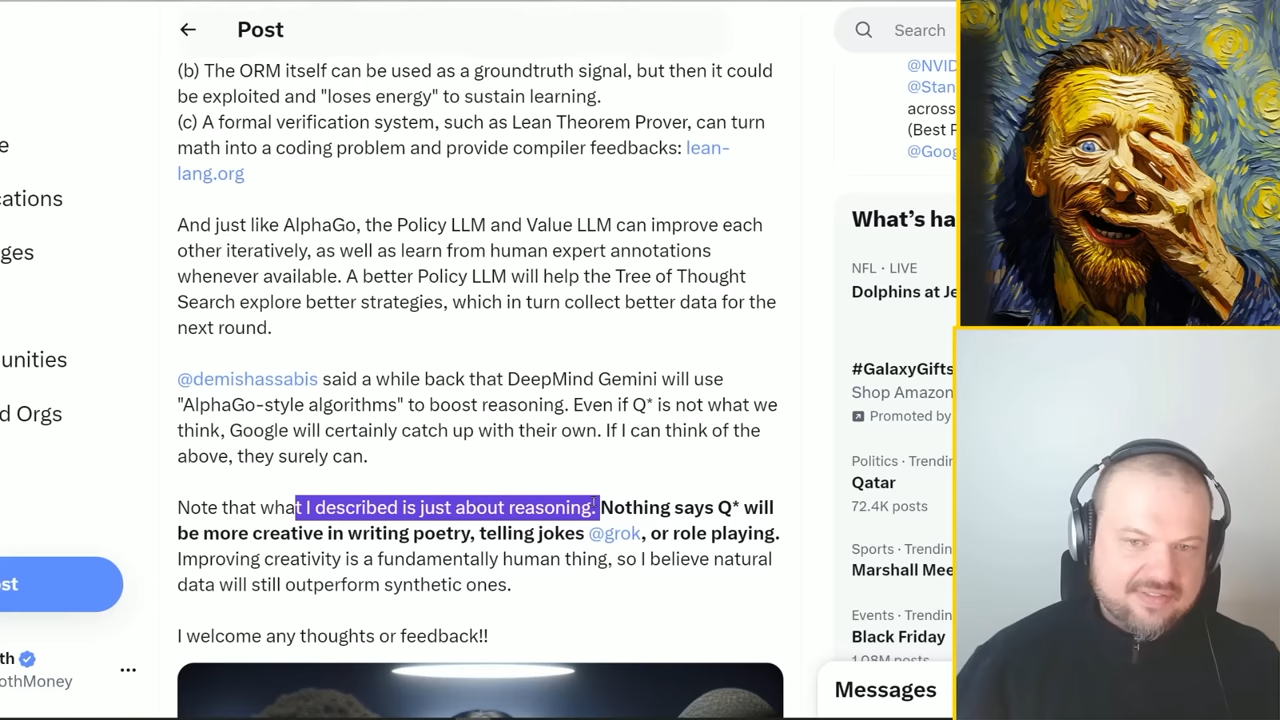 Post
Search
(b) The ORM itself can be used as a groundtruth signal, but then it could
be exploited and "loses energy" to sustain learning.
(c) A formal verification system, such as Lean Theorem Prover, can turn
math into a coding problem and provide compiler feedbacks: lean-
lang.org
And just like AlphaGo, the Policy LLM and Value LLM can improve each
other iteratively, as well as learn from human expert annotations
whenever available. A better Policy LLM will help the Tree of Thought
Search explore better strategies, which in turn collect better data for the
next round.
@demishassabis said a while back that DeepMind Gemini will use
"AlphaGo-style algorithms" to boost reasoning. Even if Q* is not what we
think, Google will certainly catch up with their own. If I can think of the
above, they surely can.
Note that what I described is just about reasoning. Nothing says Q* will
be more creative in writing poetry, telling jokes @grok, or role playing.
Improving creativity is a fundamentally human thing, so I believe natural
data will still outperform synthetic ones.
I welcome any thoughts or feedback!!
e
cations
ges
unities
d Orgs
st
th
othMoney
@NVID
@Stan
across
(Best F
@Goog
What's ha
NFL · LIVE
Dolphins at Je
#GalaxyGifts
Shop Amazon
Promoted by
Politics · Trendin
Qatar
72.4K posts
Sports · Trendin
Marshall Mee
Events · Trendin
Black Friday
108M posts
Messages